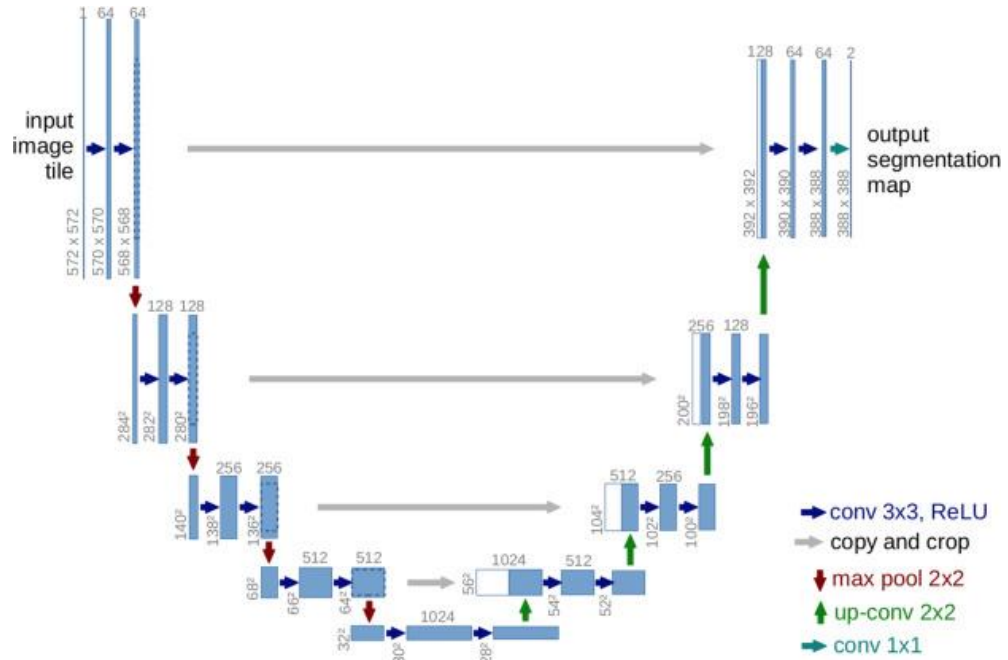 1
64
64
input
image
tile
572 x 572
570 x 570
568 x 568
128
64
64
2
output
segmentation
map
392 x 392
390 x 390
388 x 388
388 x 388
128
128
284²
282²
280²
256
128
200²
198²
196²
256
256
140²
138²
136²
512
256
104²
102²
100²
512
512
68²
66²
64²
1024
512
56²
54²
52²
1024
32²
30²
28²
conv 3x3, ReLU
copy and crop
max pool 2x2
up-conv 2x2
conv 1x1